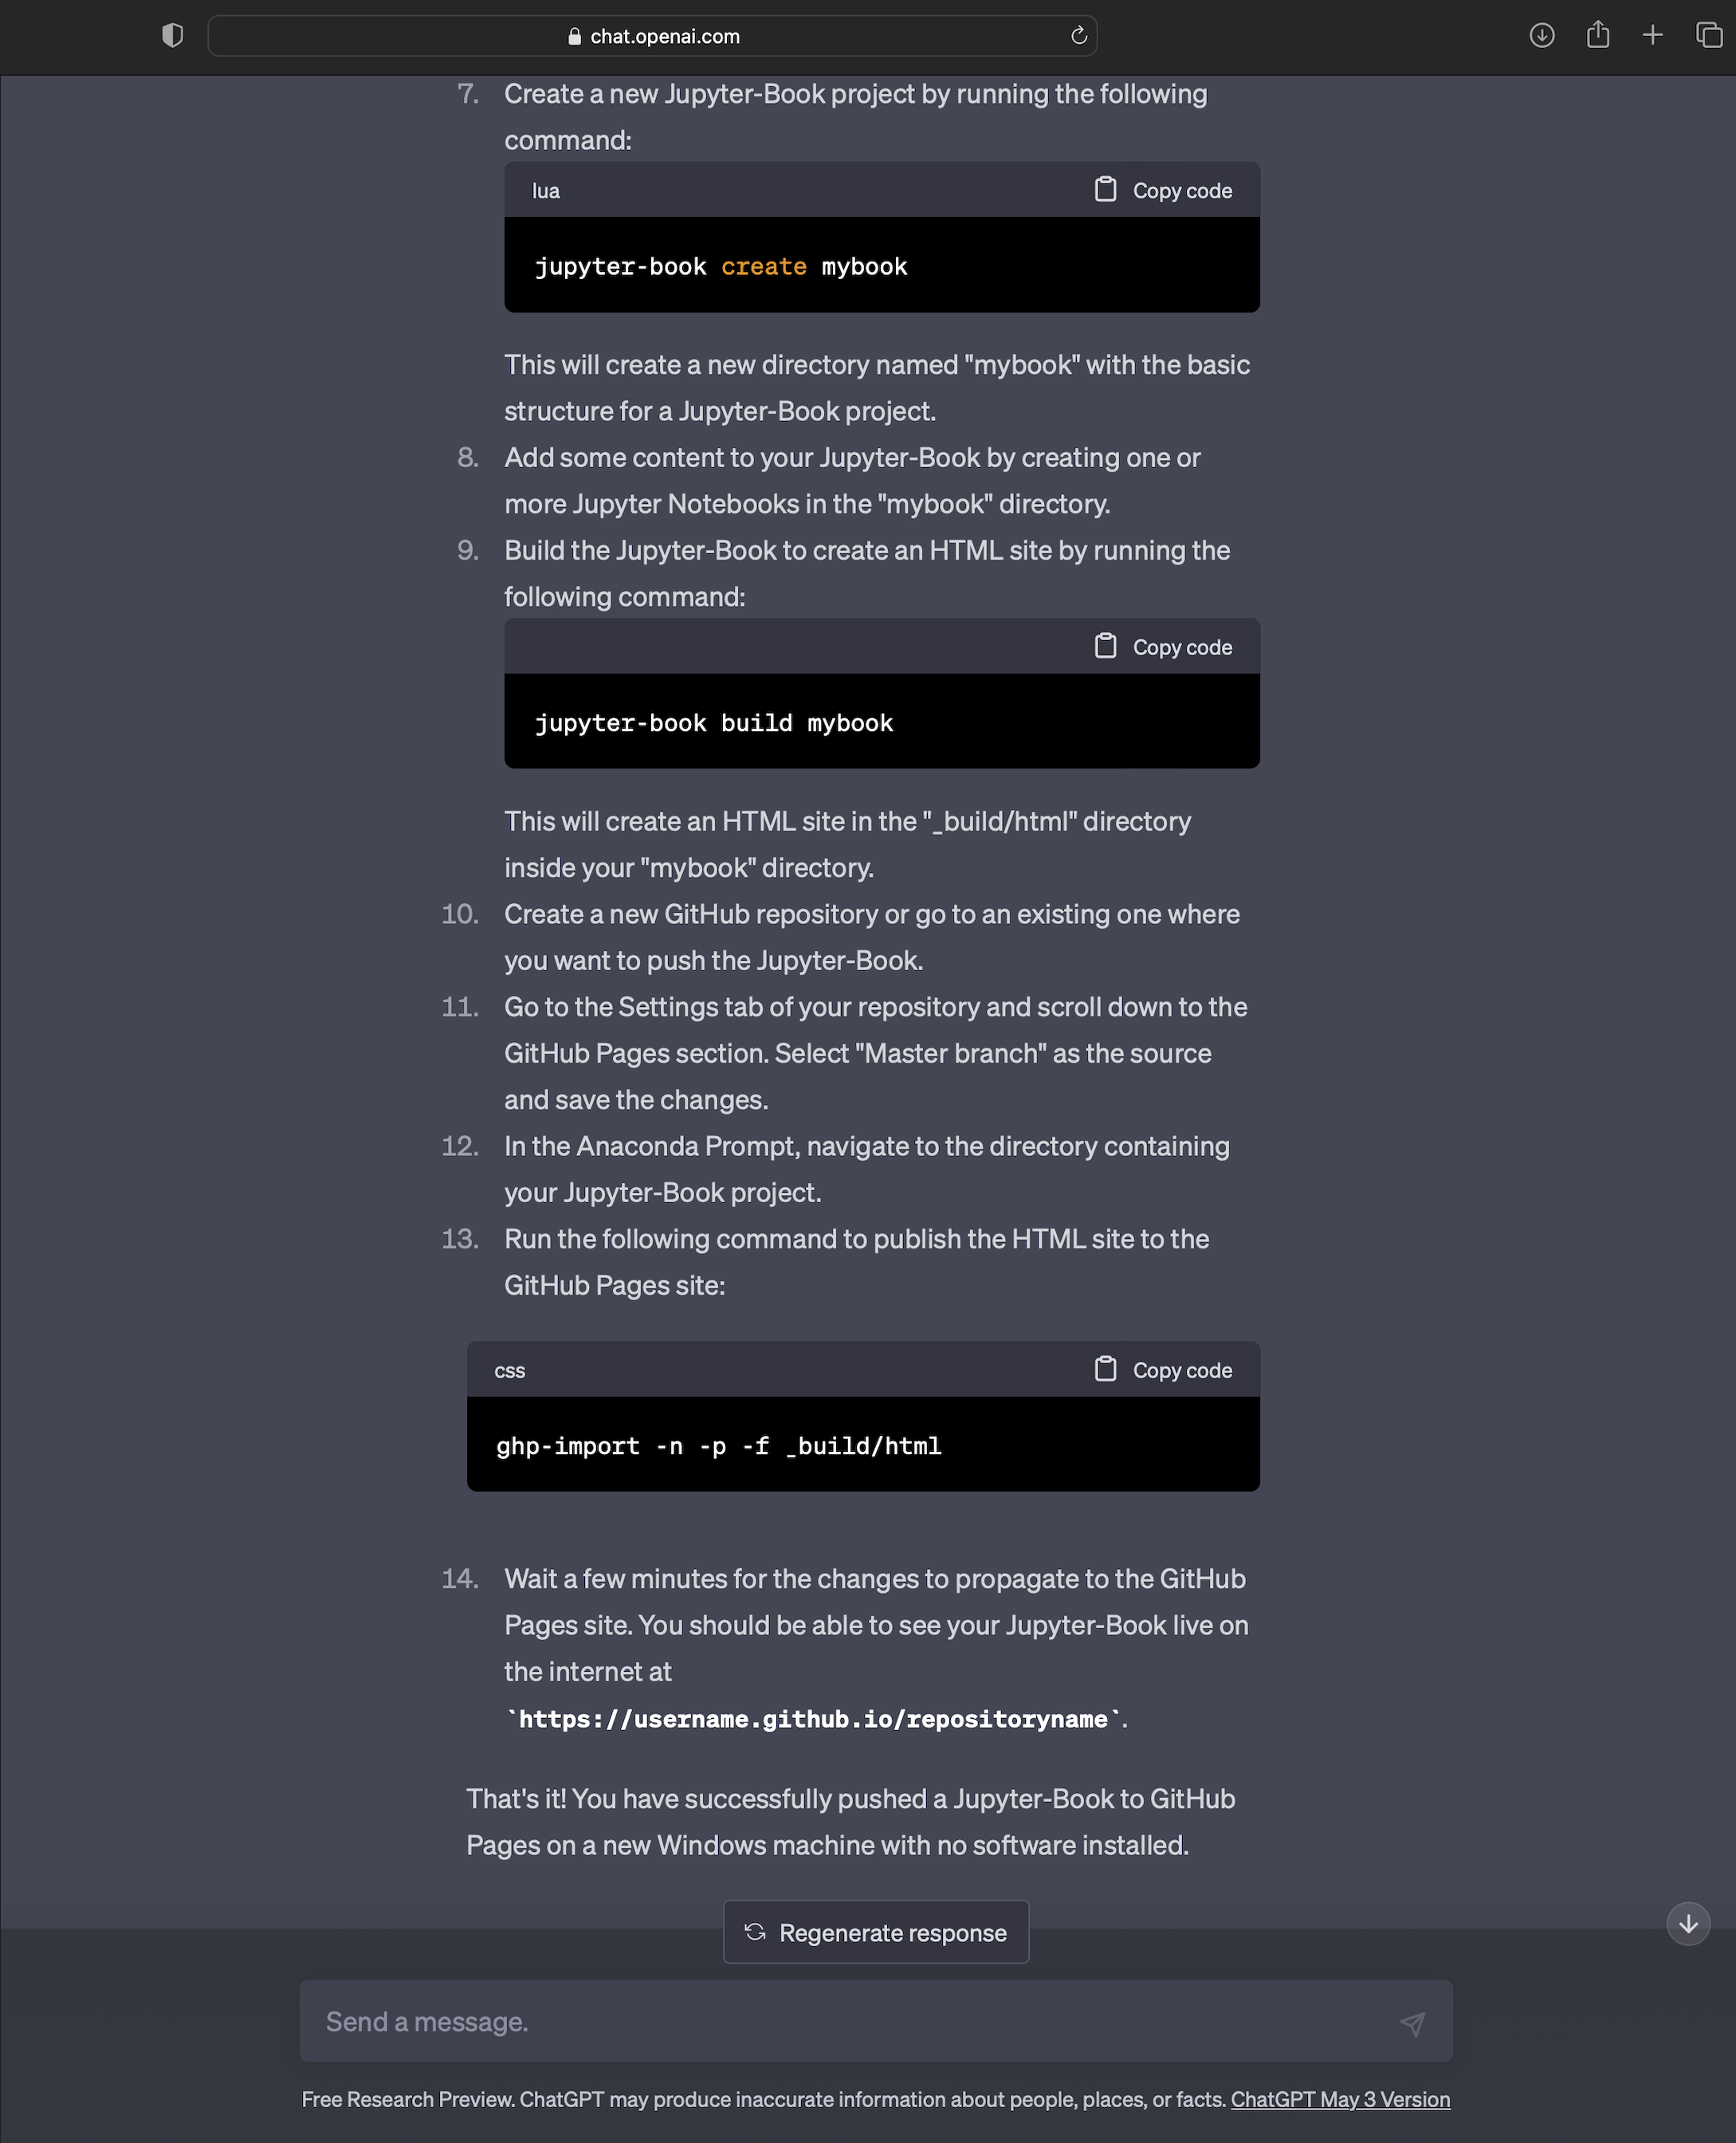 chat.openai.com
7. Create a new Jupyter-Book project by running the following
command:
lua
Copy code
jupyter-book create mybook
This will create a new directory named "mybook" with the basic
structure for a Jupyter-Book project.
8. Add some content to your Jupyter-Book by creating one or
more Jupyter Notebooks in the "mybook" directory.
9. Build the Jupyter-Book to create an HTML site by running the
following command:
Copy code
jupyter-book build mybook
This will create an HTML site in the "_build/html" directory
inside your "mybook" directory.
10. Create a new GitHub repository or go to an existing one where
you want to push the Jupyter-Book.
11. Go to the Settings tab of your repository and scroll down to the
GitHub Pages section. Select "Master branch" as the source
and save the changes.
12. In the Anaconda Prompt, navigate to the directory containing
your Jupyter-Book project.
13. Run the following command to publish the HTML site to the
GitHub Pages site:
css
Copy code
ghp-import -n -p -f _build/html
14. Wait a few minutes for the changes to propagate to the GitHub
Pages site. You should be able to see your Jupyter-Book live on
the internet at
`https://username.github.io/repositoryname`.
That's it! You have successfully pushed a Jupyter-Book to GitHub
Pages on a new Windows machine with no software installed.
Regenerate response
Send a message.
Free Research Preview. ChatGPT may produce inaccurate information about people, places, or facts. ChatGPT May 3 Version